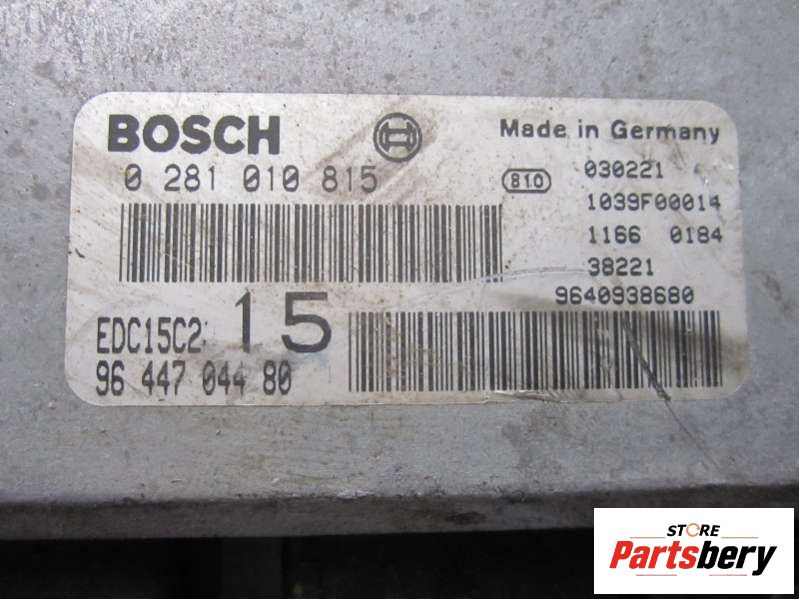 BOSCH
Made in Germany
0 281 010 815
810
030221
1039F00014
1166 0184
38221
9640938680
EDC15C2
15
96 447 044 80
STORE
Partsbery